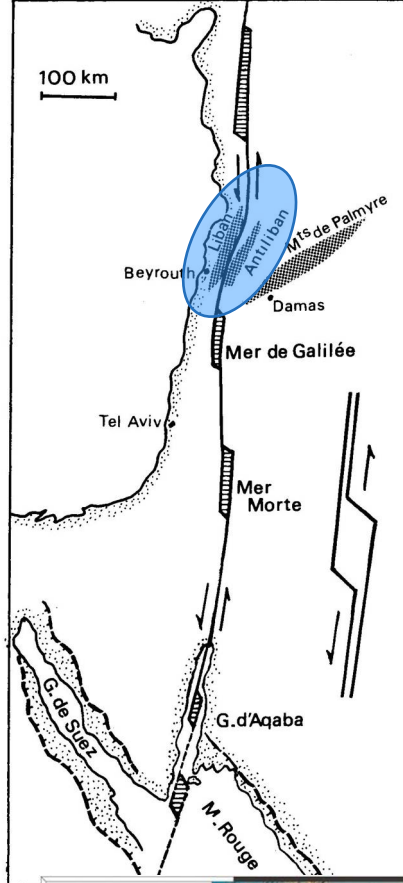 100 km
Mts de Palmyre
Liban
Antiliban
Beyrouth
Damas
Mer de Galilée
Tel Aviv
Mer
Morte
G. d'Aqaba
G. de Suez
M. Rouge